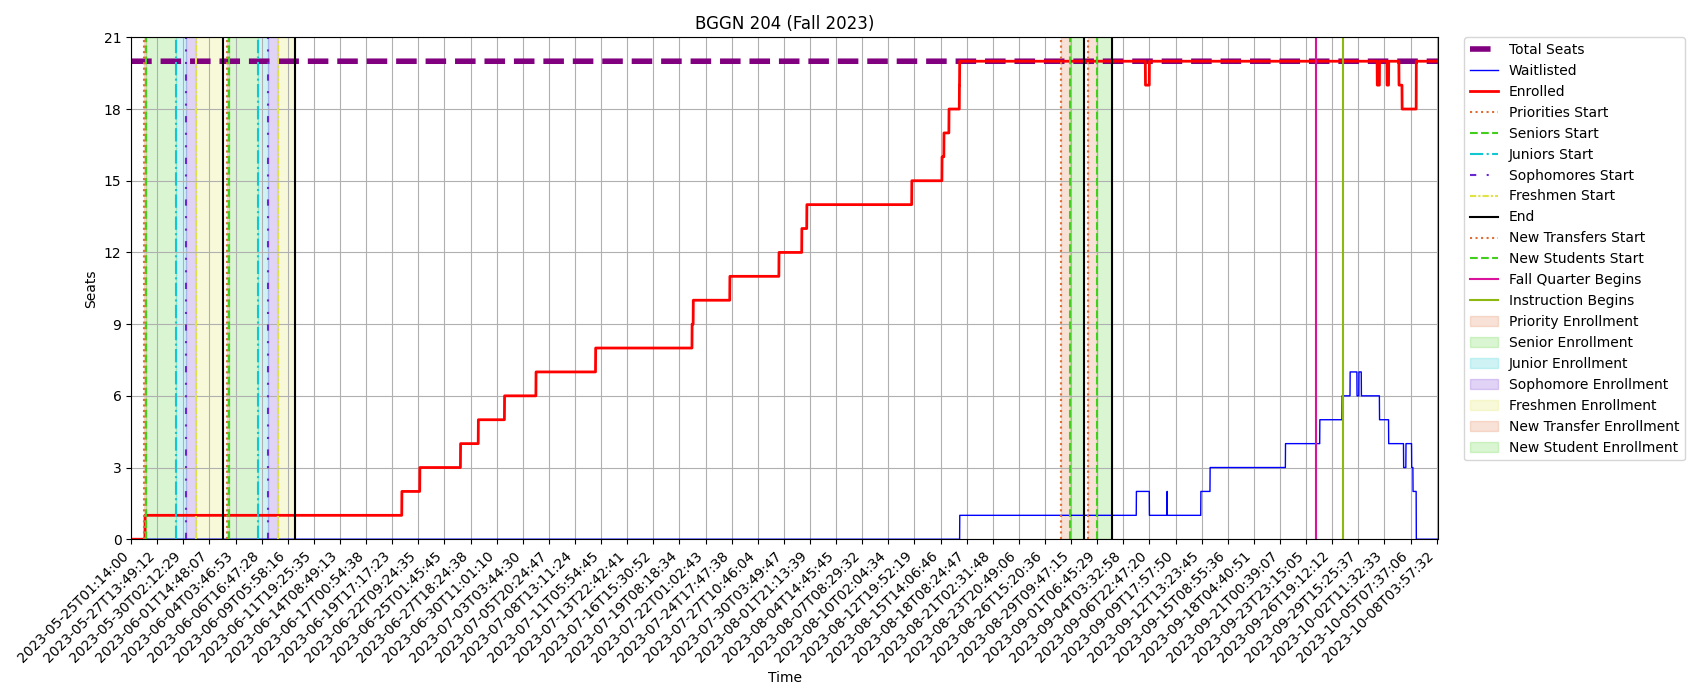 BGGN 204 (Fall 2023)
21
18
15
12
9
6
3
0
Seats
2023-05-25T01:14:00
2023-05-27T13:49:12
2023-05-30T02:12:29
2023-06-01T14:48:07
2023-06-04T03:46:53
2023-06-06T16:47:28
2023-06-09T05:58:16
2023-06-11T19:25:35
2023-06-14T08:49:13
2023-06-17T00:54:38
2023-06-19T17:17:23
2023-06-22T09:24:35
2023-06-25T01:45:45
2023-06-27T18:24:38
2023-06-30T11:01:10
2023-07-03T03:44:30
2023-07-05T20:24:47
2023-07-08T13:11:24
2023-07-11T05:54:45
2023-07-13T22:42:41
2023-07-16T15:30:52
2023-07-19T08:18:34
2023-07-22T01:02:43
2023-07-24T17:47:38
2023-07-27T10:46:04
2023-07-30T03:49:47
2023-08-01T21:13:39
2023-08-04T14:45:45
2023-08-07T08:29:32
2023-08-10T02:04:34
2023-08-12T19:52:19
2023-08-15T14:06:46
2023-08-18T08:24:47
2023-08-21T02:31:48
2023-08-23T20:49:06
2023-08-26T15:20:36
2023-08-29T09:47:15
2023-09-01T06:45:29
2023-09-04T03:32:58
2023-09-06T22:47:20
2023-09-09T17:57:50
2023-09-12T13:23:45
2023-09-15T08:55:36
2023-09-18T04:40:51
2023-09-21T00:39:07
2023-09-23T23:15:05
2023-09-26T19:12:12
2023-09-29T15:25:37
2023-10-02T11:32:33
2023-10-05T07:37:06
2023-10-08T03:57:32
Time
Total Seats
Waitlisted
Enrolled
Priorities Start
Seniors Start
Juniors Start
Sophomores Start
Freshmen Start
End
New Transfers Start
New Students Start
Fall Quarter Begins
Instruction Begins
Priority Enrollment
Senior Enrollment
Junior Enrollment
Sophomore Enrollment
Freshmen Enrollment
New Transfer Enrollment
New Student Enrollment